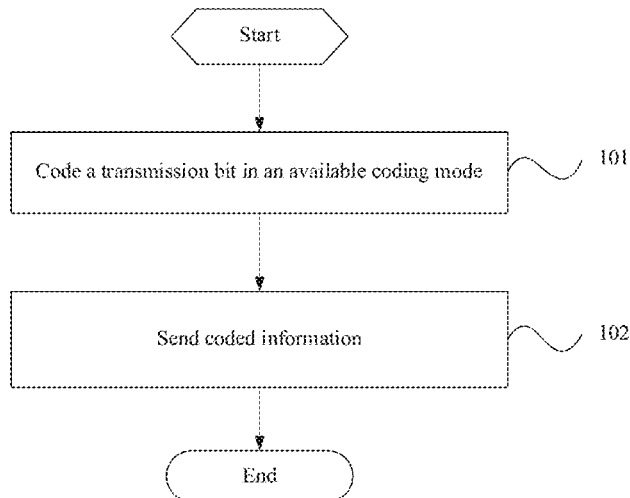 Start
Code a transmission bit in an available coding mode
101
Send coded information
102
End